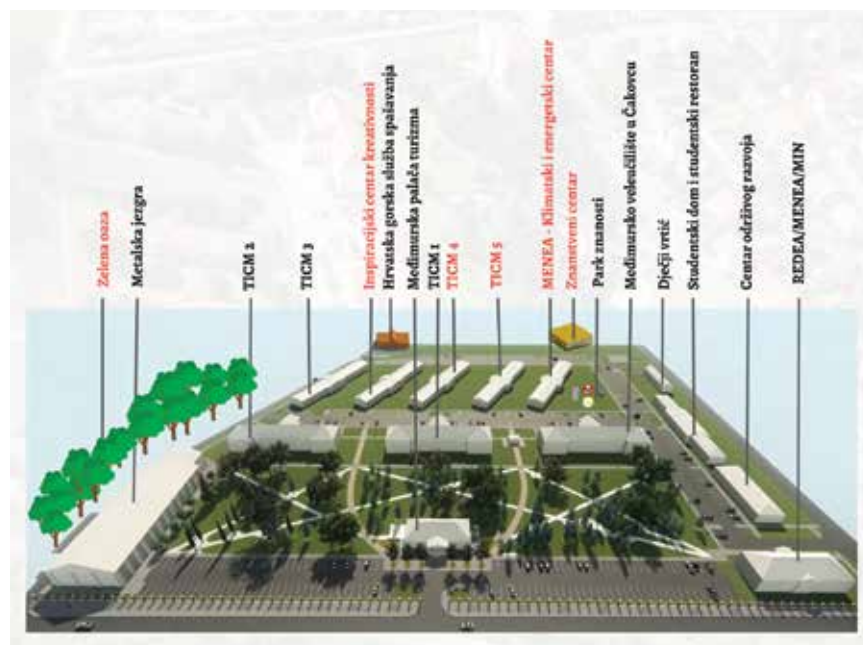 Zelena oaza
Metalska jezgra
TICM 2
TICM 3
Inspiracijski centar kreativnosti
Hrvatska gorska služba spašavanja
Međimurska palača turizma
TICM 1
TICM 4
TICM 5
MENEA - Klimatski i energetski centar
Znanstveni centar
Park znanosti
Međimursko veleučilište u Čakovcu
Dječji vrtić
Studentski dom i studentski restoran
Centar održivog razvoja
REDEA/MENEA/MIN